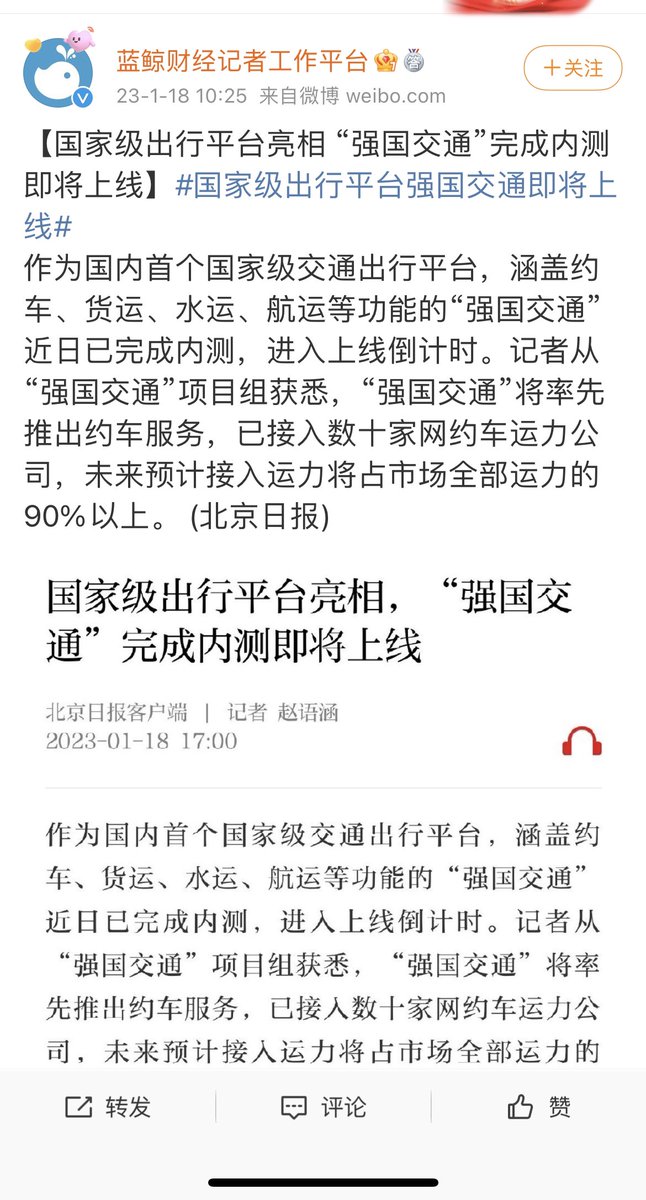 蓝鲸财经记者工作平台
+关注
23-1-18 10:25 来自微博 weibo.com
【国家级出行平台亮相 “强国交通”完成内测
即将上线】#国家级出行平台强国交通即将上
线#
作为国内首个国家级交通出行平台，涵盖约
车、货运、水运、航运等功能的“强国交通”
近日已完成内测，进入上线倒计时。记者从
“强国交通”项目组获悉，“强国交通”将率先
推出约车服务，已接入数十家网约车运力公
司，未来预计接入运力将占市场全部运力的
90%以上。 (北京日报)
国家级出行平台亮相，“强国交
通”完成内测即将上线
北京日报客户端 | 记者 赵语涵
2023-01-18 17:00
作为国内首个国家级交通出行平台，涵盖约
车、货运、水运、航运等功能的“强国交通”
近日已完成内测，进入上线倒计时。记者从
“强国交通”项目组获悉，“强国交通”将率
先推出约车服务，已接入数十家网约车运力公
司，未来预计接入运力将占市场全部运力的
转发
评论
赞